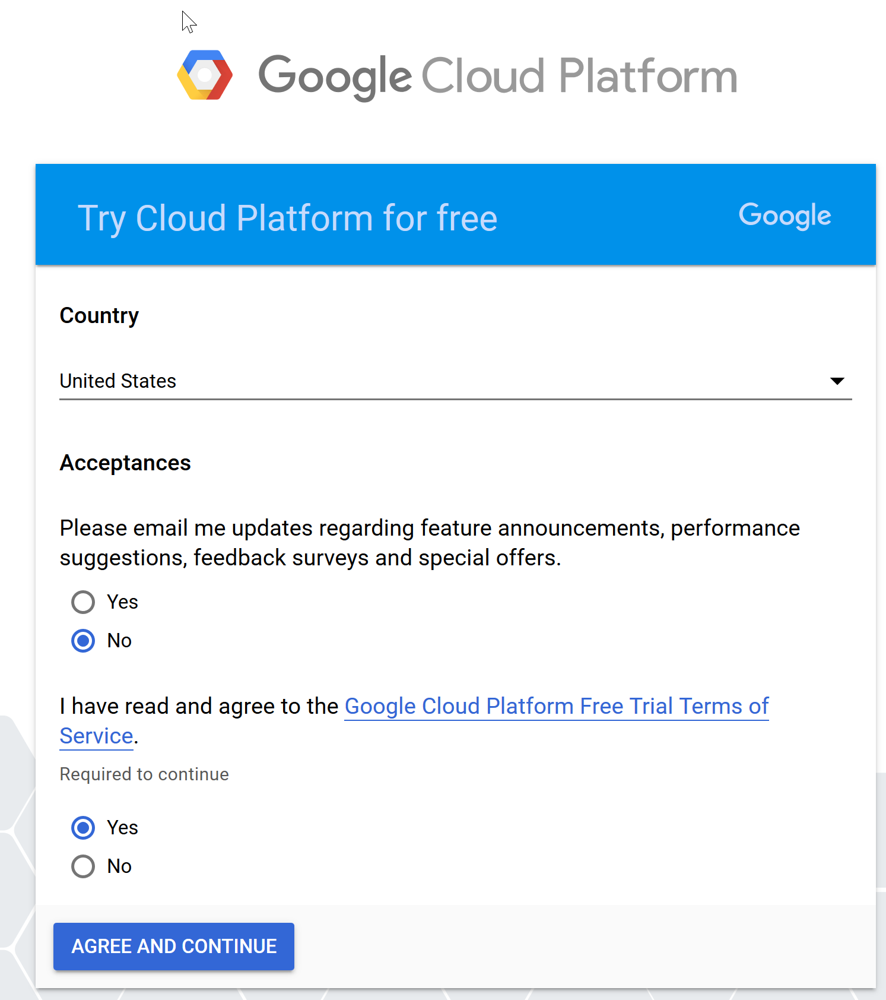 Google Cloud Platform
Try Cloud Platform for free
Google
Country
United States
Acceptances
Please email me updates regarding feature announcements, performance
suggestions, feedback surveys and special offers.
Yes
No
I have read and agree to the Google Cloud Platform Free Trial Terms of
Service.
Required to continue
Yes
No
AGREE AND CONTINUE